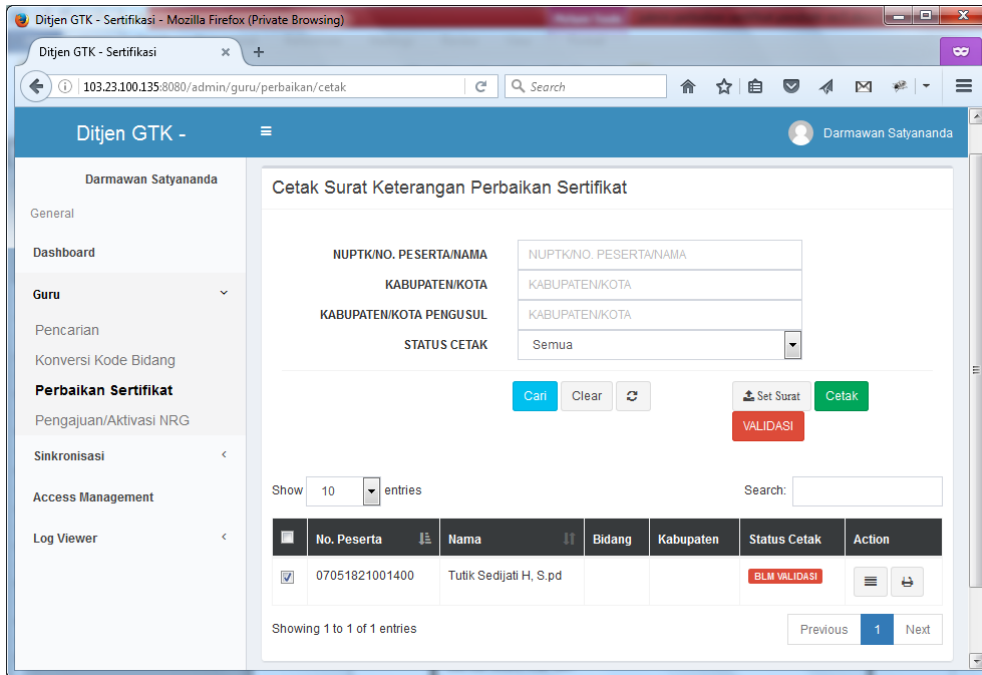 Ditjen GTK - Sertifikasi - Mozilla Firefox (Private Browsing)
Ditjen GTK - Sertifikasi
103.23.100.135:8080/admin/guru/perbaikan/cetak
Search
Ditjen GTK -
Darmawan Satyananda
Darmawan Satyananda
General
Dashboard
Guru
Pencarian
Konversi Kode Bidang
Perbaikan Sertifikat
Pengajuan/Aktivasi NRG
Sinkronisasi
Access Management
Log Viewer
Cetak Surat Keterangan Perbaikan Sertifikat
NUPTK/NO. PESERTA/NAMA NUPTK/NO. PESERTA/NAMA
KABUPATEN/KOTA KABUPATEN/KOTA
KABUPATEN/KOTA PENGUSUL KABUPATEN/KOTA
STATUS CETAK Semua
Cari Clear Set Surat Cetak
VALIDASI
Show 10 entries Search:
No. Peserta Nama Bidang Kabupaten Status Cetak Action
07051821001400 Tutik Sedijati H, S.pd BLM VALIDASI
Showing 1 to 1 of 1 entries Previous 1 Next